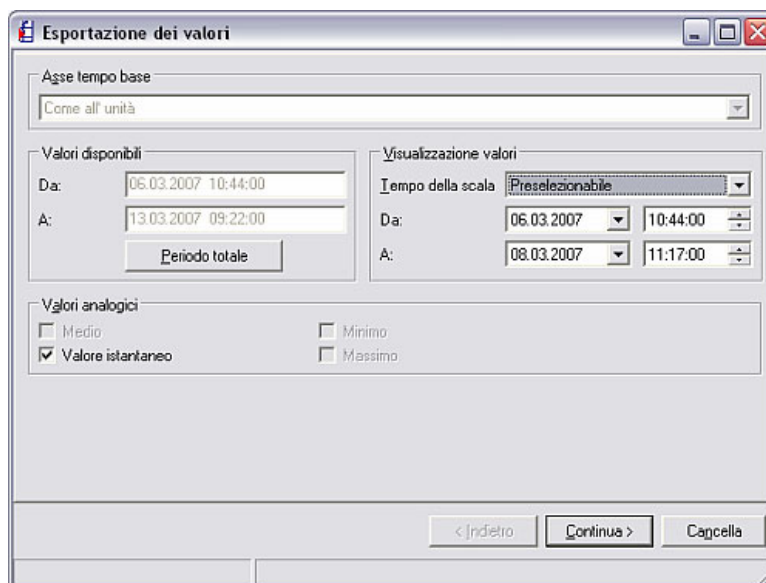 Esportazione dei valori
Asse tempo base
Come all' unità
Valori disponibili
Da: 06.03.2007 10:44:00
A: 13.03.2007 09:22:00
Periodo totale
Visualizzazione valori
Tempo della scala Preselezionabile
Da: 06.03.2007 10:44:00
A: 08.03.2007 11:17:00
Valori analogici
Medio Minimo
Valore istantaneo Massimo
< Indietro Continua > Cancella